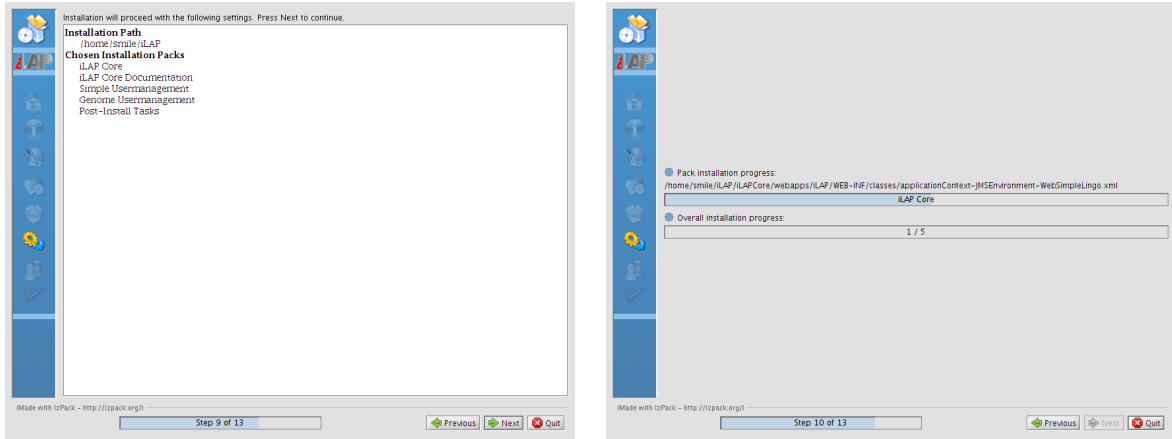 Installation will proceed with the following settings. Press Next to continue.
Installation Path
/home/smile/iLAP
Chosen Installation Packs
iLAP Core
iLAP Core Documentation
Simple Usermanagement
Genome Usermanagement
Post-Install Tasks
iLAP
(Made with IzPack - http://izpack.org/)
Step 9 of 13
Previous
Next
Quit
iLAP
Pack installation progress:
/home/smile/iLAP/iLAPCore/webapps/iLAP/WEB-INF/classes/applicationContext-JMSEnvironment-WebSimpleLingo.xml
iLAP Core
Overall installation progress:
1 / 5
(Made with IzPack - http://izpack.org/)
Step 10 of 13
Previous
Next
Quit